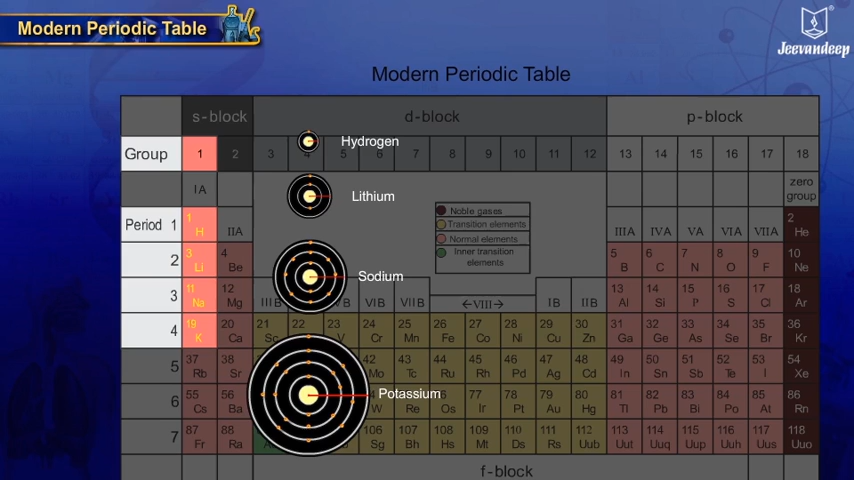 Modern Periodic Table
Jeevandeep
Modern Periodic Table
s-block d-block p-block
Group 1 2 3 4 5 6 7 8 9 10 11 12 13 14 15 16 17 18
IA zero group
Hydrogen
Lithium
Sodium
Potassium
Noble gases
Transition elements
Normal elements
Inner transition
elements
Period 1 1 H IIA IIIA IVA VA VIA VIIA 2 He
2 3 Li 4 Be 5 B 6 C 7 N 8 O 9 F 10 Ne
3 11 Na 12 Mg IIIB VB VIB VIIB VIII IB IIB 13 Al 14 Si 15 P 16 S 17 Cl 18 Ar
4 19 K 20 Ca 21 Sc 22 23 V 24 Cr 25 Mn 26 Fe 27 Co 28 Ni 29 Cu 30 Zn 31 Ga 32 Ge 33 As 34 Se 35 Br 36 Kr
5 37 Rb 38 Sr 42 Mo 43 Tc 44 Ru 45 Rh 46 Pd 47 Ag 48 Cd 49 In 50 Sn 51 Sb 52 Te 53 I 54 Xe
6 55 Cs 56 Ba W Re Os 77 Ir 78 Pt 79 Au 80 Hg 81 Tl 82 Pb 83 Bi 84 Po 85 At 86 Rn
7 87 Fr 88 Ra 106 Sg 107 Bh 108 Hs 109 Mt 110 Ds 111 Rs 112 Uub 113 Uut 114 Uuq 115 Uup 116 Uuh 117 Uus 118 Uuo
f-block